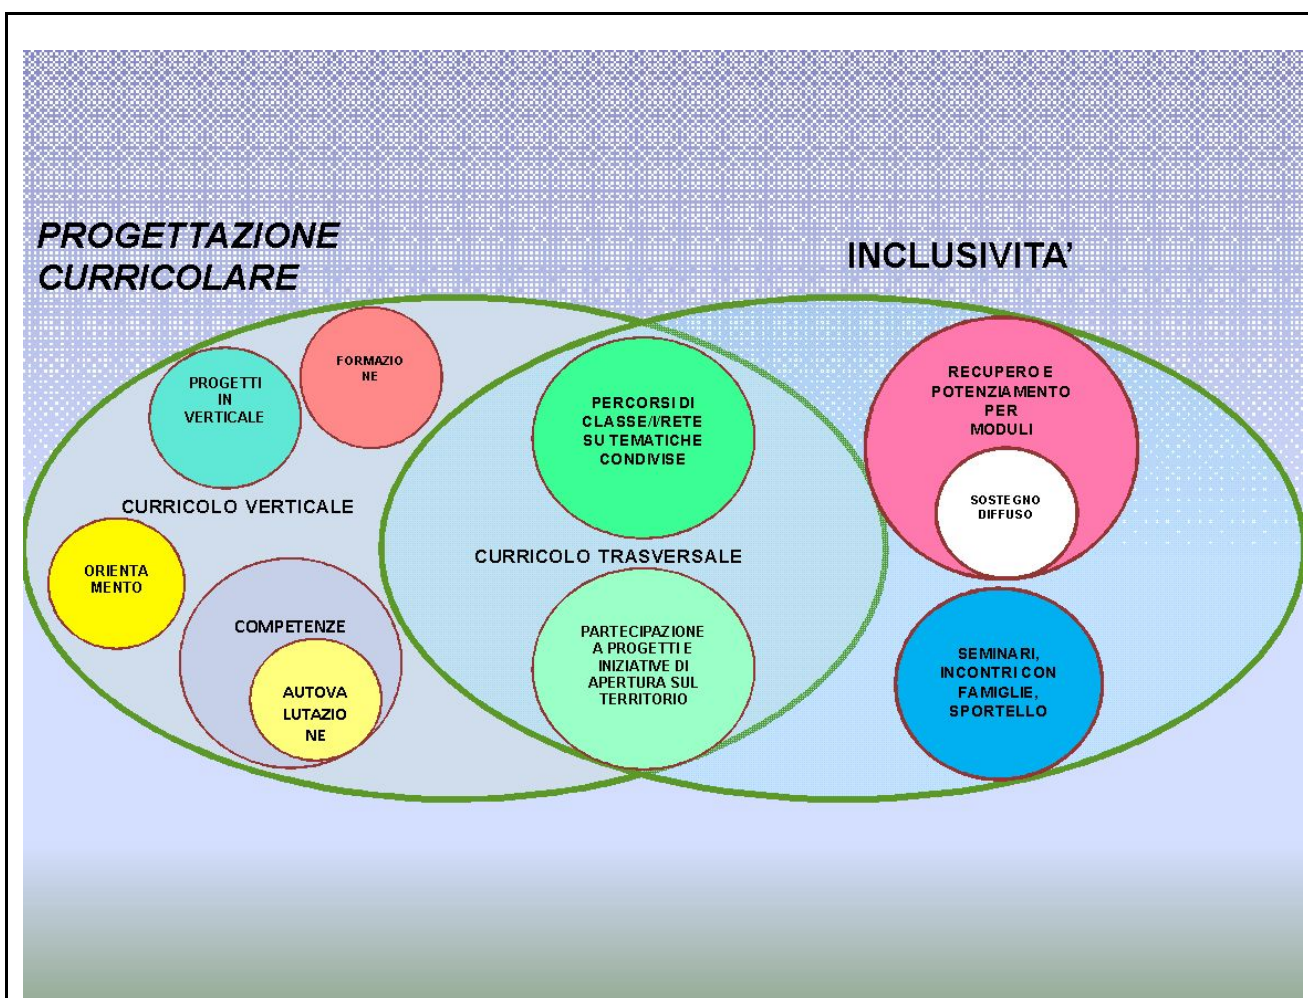 PROGETTAZIONE
CURRICOLARE
INCLUSIVITA’
FORMAZIO
NE
PROGETTI
IN
VERTICALE
CURRICOLO VERTICALE
ORIENTA
MENTO
COMPETENZE
AUTOVA
LUTAZIO
NE
PERCORSI DI
CLASSE/I/RETE
SU TEMATICHE
CONDIVISE
CURRICOLO TRASVERSALE
PARTECIPAZIONE
A PROGETTI E
INIZIATIVE DI
APERTURA SUL
TERRITORIO
RECUPERO E
POTENZIAMENTO
PER
MODULI
SOSTEGNO
DIFFUSO
SEMINARI,
INCONTRI CON
FAMIGLIE,
SPORTELLO